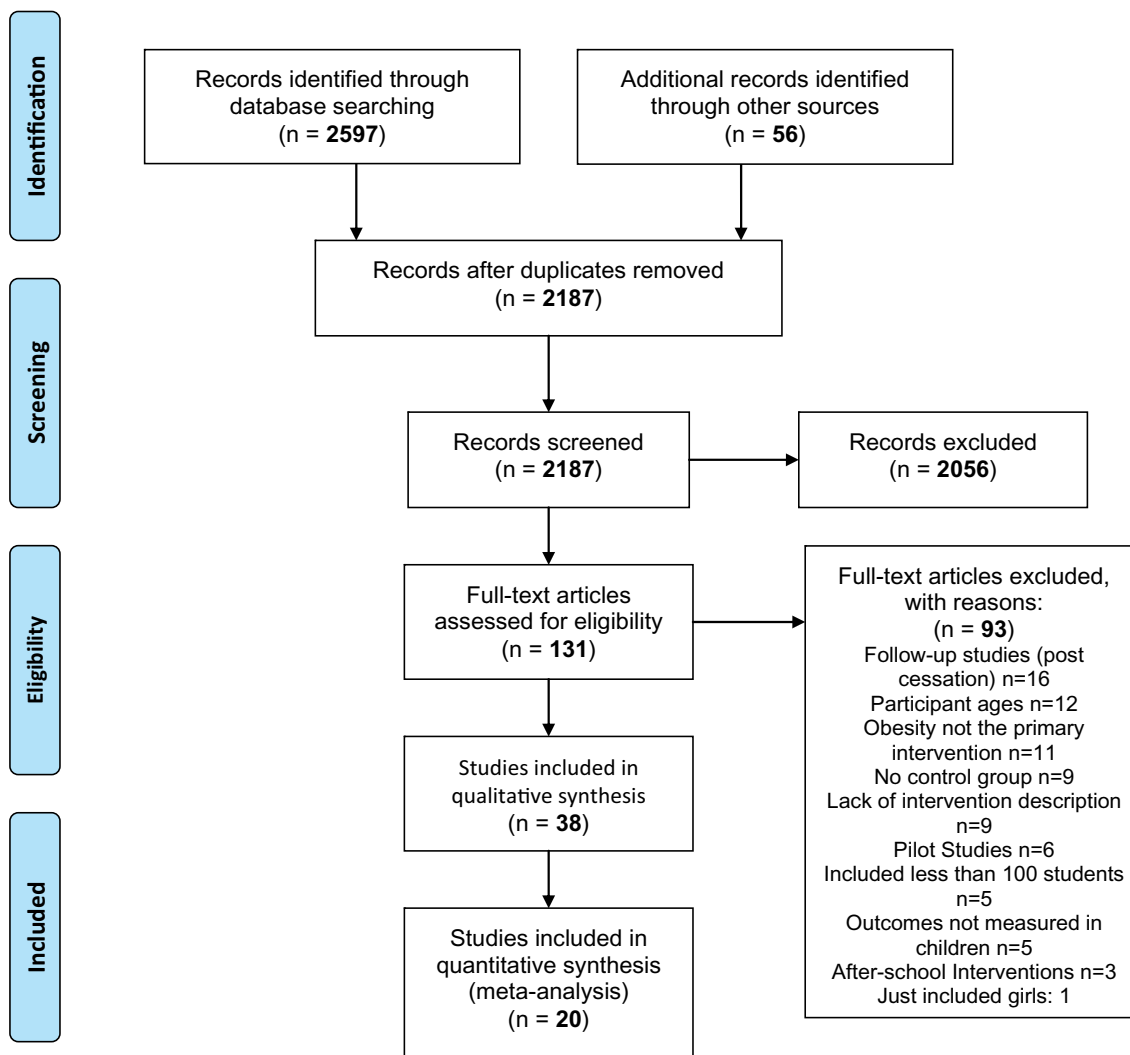 Identification
Records identified through
database searching
(n = 2597)
Additional records identified
through other sources
(n = 56)
Records after duplicates removed
(n = 2187)
Screening
Records screened
(n = 2187)
Records excluded
(n = 2056)
Eligibility
Full-text articles
assessed for eligibility
(n = 131)
Full-text articles excluded,
with reasons:
(n = 93)
Follow-up studies (post
cessation) n=16
Participant ages n=12
Obesity not the primary
intervention n=11
No control group n=9
Lack of intervention description
n=9
Pilot Studies n=6
Included less than 100 students
n=5
Outcomes not measured in
children n=5
After-school Interventions n=3
Just included girls: 1
Studies included in
qualitative synthesis
(n = 38)
Included
Studies included in
quantitative synthesis
(meta-analysis)
(n = 20)